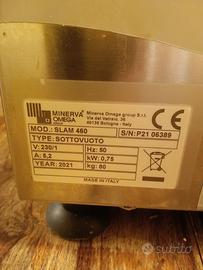 MINERVA
OMEGA
Minerva Omega group S.r.l.
Via del Vetraio, 36
40138 Bologna - Italy
MOD.: SLAM 460 S/N:P21 06389
TYPE: SOTTOVUOTO
V: 230/1 Hz: 50
A: 5,2 kW: 0,75
YEAR: 2021 kg: 80
CE
MADE IN ITALY
subito